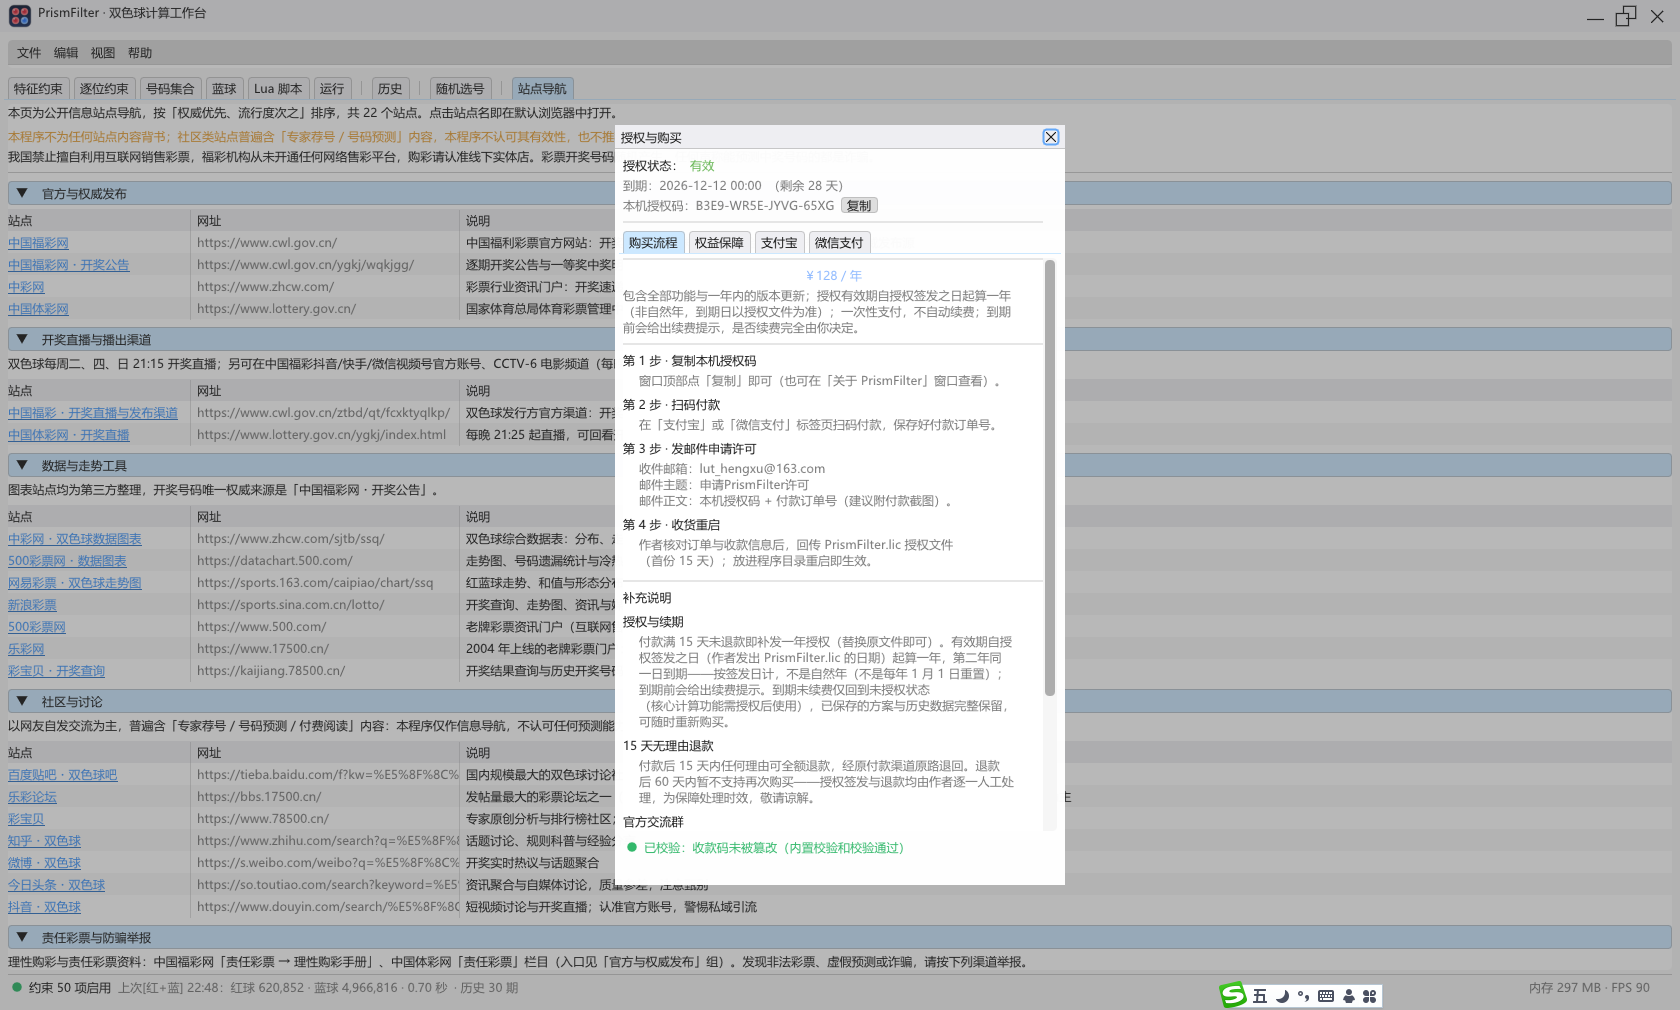 PrismFilter · 双色球计算工作台
文件 编辑 视图 帮助
特征约束 逐位约束 号码集合 蓝球 Lua 脚本 运行 历史 随机选号 站点导航
本页为公开信息站点导航，按「权威优先、流行度次之」排序，共 22 个站点。点击站点名即在默认浏览器中打开。
本程序不为任何站点内容背书；社区类站点普遍含「专家荐号 / 号码预测」内容，本程序不认可其有效性，也不推
我国禁止擅自利用互联网销售彩票，福彩机构从未开通任何网络售彩平台，购彩请认准线下实体店。彩票开奖号码
▼ 官方与权威发布
站点 网址 说明
中国福彩网 https://www.cwl.gov.cn/ 中国福利彩票官方网站：开奖
中国福彩网 · 开奖公告 https://www.cwl.gov.cn/ygkj/wqkjgg/ 逐期开奖公告与一等奖中奖
中彩网 https://www.zhcw.com/ 彩票行业资讯门户：开奖速
中国体彩网 https://www.lottery.gov.cn/ 国家体育总局体育彩票管理中
▼ 开奖直播与播出渠道
双色球每周二、四、日 21:15 开奖直播；另可在中国福彩抖音/快手/微信视频号官方账号、CCTV-6 电影频道（每
站点 网址 说明
中国福彩 · 开奖直播与发布渠道 https://www.cwl.gov.cn/ztbd/qt/fcxktyqlkp/ 双色球发行方官方渠道：开
中国体彩网 · 开奖直播 https://www.lottery.gov.cn/ygkj/index.html 每晚 21:25 起直播，可回看
▼ 数据与走势工具
图表站点均为第三方整理，开奖号码唯一权威来源是「中国福彩网 · 开奖公告」。
站点 网址 说明
中彩网 · 双色球数据图表 https://www.zhcw.com/sjtb/ssq/ 双色球综合数据表：分布、走
500彩票网 · 数据图表 https://datachart.500.com/ 走势图、号码遗漏统计与冷热
网易彩票 · 双色球走势图 https://sports.163.com/caipiao/chart/ssq 红蓝球走势、和值与形态分
新浪彩票 https://sports.sina.com.cn/lotto/ 开奖查询、走势图、资讯与
500彩票网 https://www.500.com/ 老牌彩票资讯门户（互联网
乐彩网 https://www.17500.cn/ 2004 年上线的老牌彩票门户
彩宝贝 · 开奖查询 https://kaijiang.78500.cn/ 开奖结果查询与历史开奖号
▼ 社区与讨论
以网友自发交流为主，普遍含「专家荐号 / 号码预测 / 付费阅读」内容：本程序仅作信息导航，不认可任何预测能
站点 网址 说明
百度贴吧 · 双色球吧 https://tieba.baidu.com/f?kw=%E5%8F%8C% 国内规模最大的双色球讨论
乐彩论坛 https://bbs.17500.cn/ 发帖量最大的彩票论坛之一 主
彩宝贝 https://www.78500.cn/ 专家原创分析与排行榜社区；
知乎 · 双色球 https://www.zhihu.com/search?q=%E5%8F%8 话题讨论、规则科普与经验
微博 · 双色球 https://s.weibo.com/weibo?q=%E5%8F%8C% 开奖实时热议与话题聚合
今日头条 · 双色球 https://so.toutiao.com/search?keyword=%E5 资讯聚合与自媒体讨论，质量参差，注意甄别
抖音 · 双色球 https://www.douyin.com/search/%E5%8F%8C 短视频讨论与开奖直播；认准官方账号，警惕私域引流
▼ 责任彩票与防骗举报
理性购彩与责任彩票资料：中国福彩网「责任彩票 → 理性购彩手册」、中国体彩网「责任彩票」栏目（入口见「官方与权威发布」组）。发现非法彩票、虚假预测或诈骗，请按下列渠道举报。
约束 50 项启用 上次[红+蓝] 22:48：红球 620,852 · 蓝球 4,966,816 · 0.70 秒 · 历史 30 期
五
内存 297 MB · FPS 90
授权与购买
授权状态： 有效
到期：2026-12-12 00:00 （剩余 28 天）
本机授权码：B3E9-WR5E-JYVG-65XG 复制
购买流程 权益保障 支付宝 微信支付
¥128 / 年
包含全部功能与一年内的版本更新；授权有效期自授权签发之日起算一年
（非自然年，到期日以授权文件为准）；一次性支付，不自动续费；到期
前会给出续费提示，是否续费完全由你决定。
第 1 步 · 复制本机授权码
窗口顶部点「复制」即可（也可在「关于 PrismFilter」窗口查看）。
第 2 步 · 扫码付款
在「支付宝」或「微信支付」标签页扫码付款，保存好付款订单号。
第 3 步 · 发邮件申请许可
收件邮箱：lut_hengxu@163.com
邮件主题：申请PrismFilter许可
邮件正文：本机授权码 + 付款订单号（建议附付款截图）。
第 4 步 · 收货重启
作者核对订单与收款信息后，回传 PrismFilter.lic 授权文件
（首份 15 天）；放进程序目录重启即生效。
补充说明
授权与续期
付款满 15 天未退款即补发一年授权（替换原文件即可）。有效期自授
权签发之日（作者发出 PrismFilter.lic 的日期）起算一年，第二年同
一日到期——按签发日计，不是自然年（不是每年 1 月 1 日重置）；
到期前会给出续费提示。到期未续费仅回到未授权状态
（核心计算功能需授权后使用），已保存的方案与历史数据完整保留，
可随时重新购买。
15 天无理由退款
付款后 15 天内任何理由可全额退款，经原付款渠道原路退回。退款
后 60 天内暂不支持再次购买——授权签发与退款均由作者逐一人工处
理，为保障处理时效，敬请谅解。
官方交流群
已校验：收款码未被篡改（内置校验和校验通过）